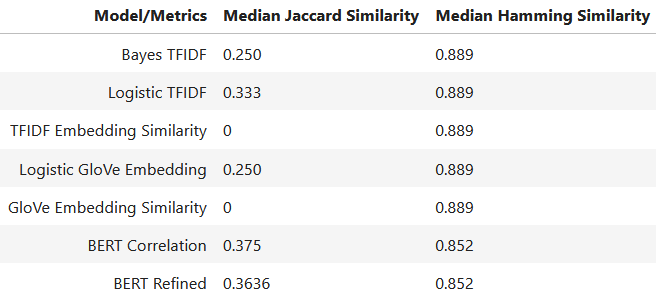 Model/Metrics Median Jaccard Similarity Median Hamming Similarity
Bayes TFIDF 0.250 0.889
Logistic TFIDF 0.333 0.889
TFIDF Embedding Similarity 0 0.889
Logistic GloVe Embedding 0.250 0.889
GloVe Embedding Similarity 0 0.889
BERT Correlation 0.375 0.852
BERT Refined 0.3636 0.852